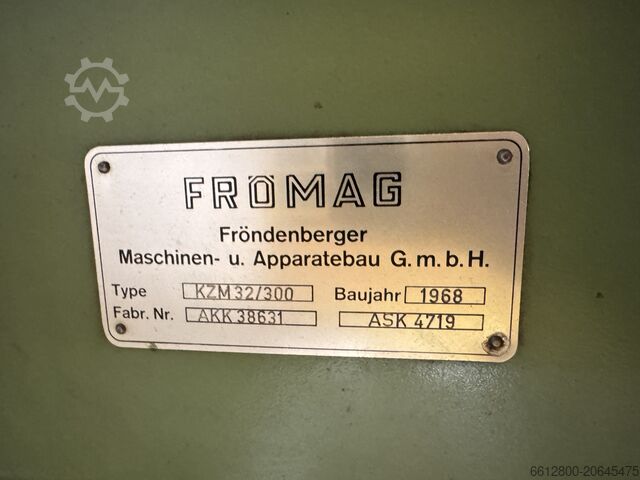 FRÖMAG
Fröndenberger
Maschinen- u. Apparatebau G.m.b.H.
Type KZM 32/300 Baujahr 1968
Fabr. Nr. AKK 38631 ASK 4719
6612800-20645475